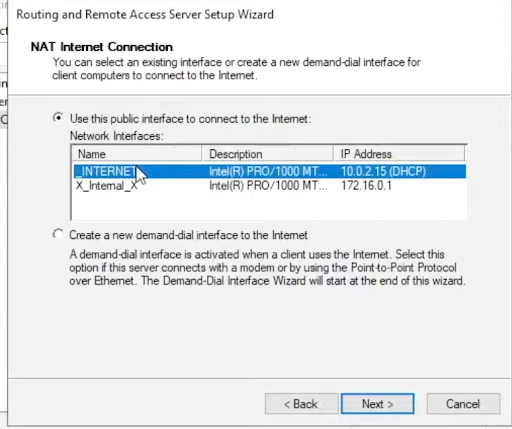 Routing and Remote Access Server Setup Wizard
NAT Internet Connection
You can select an existing interface or create a new demand-dial interface for
client computers to connect to the Internet.
Use this public interface to connect to the Internet:
Network Interfaces:
Name Description IP Address
_INTERNET Intel(R) PRO/1000 MT... 10.0.2.15 (DHCP)
X_Internal_X Intel(R) PRO/1000 MT... 172.16.0.1
Create a new demand-dial interface to the Internet
A demand-dial interface is activated when a client uses the Internet. Select this
option if this server connects with a modem or by using the Point-to-Point Protocol
over Ethernet. The Demand-Dial Interface Wizard will start at the end of this wizard.
< Back Next > Cancel